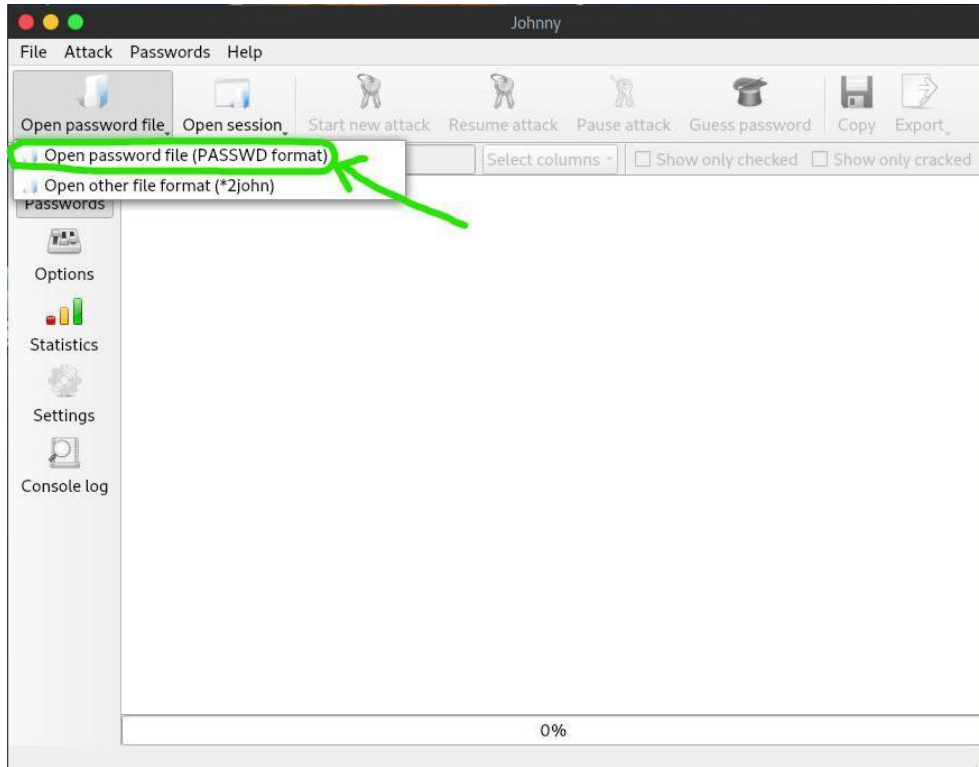 Johnny
File Attack Passwords Help
Open password file Open session Start new attack Resume attack Pause attack Guess password Copy Export
Open password file (PASSWD format)
Select columns Show only checked Show only cracked
Open other file format (*2john)
Passwords
Options
Statistics
Settings
Console log
0%